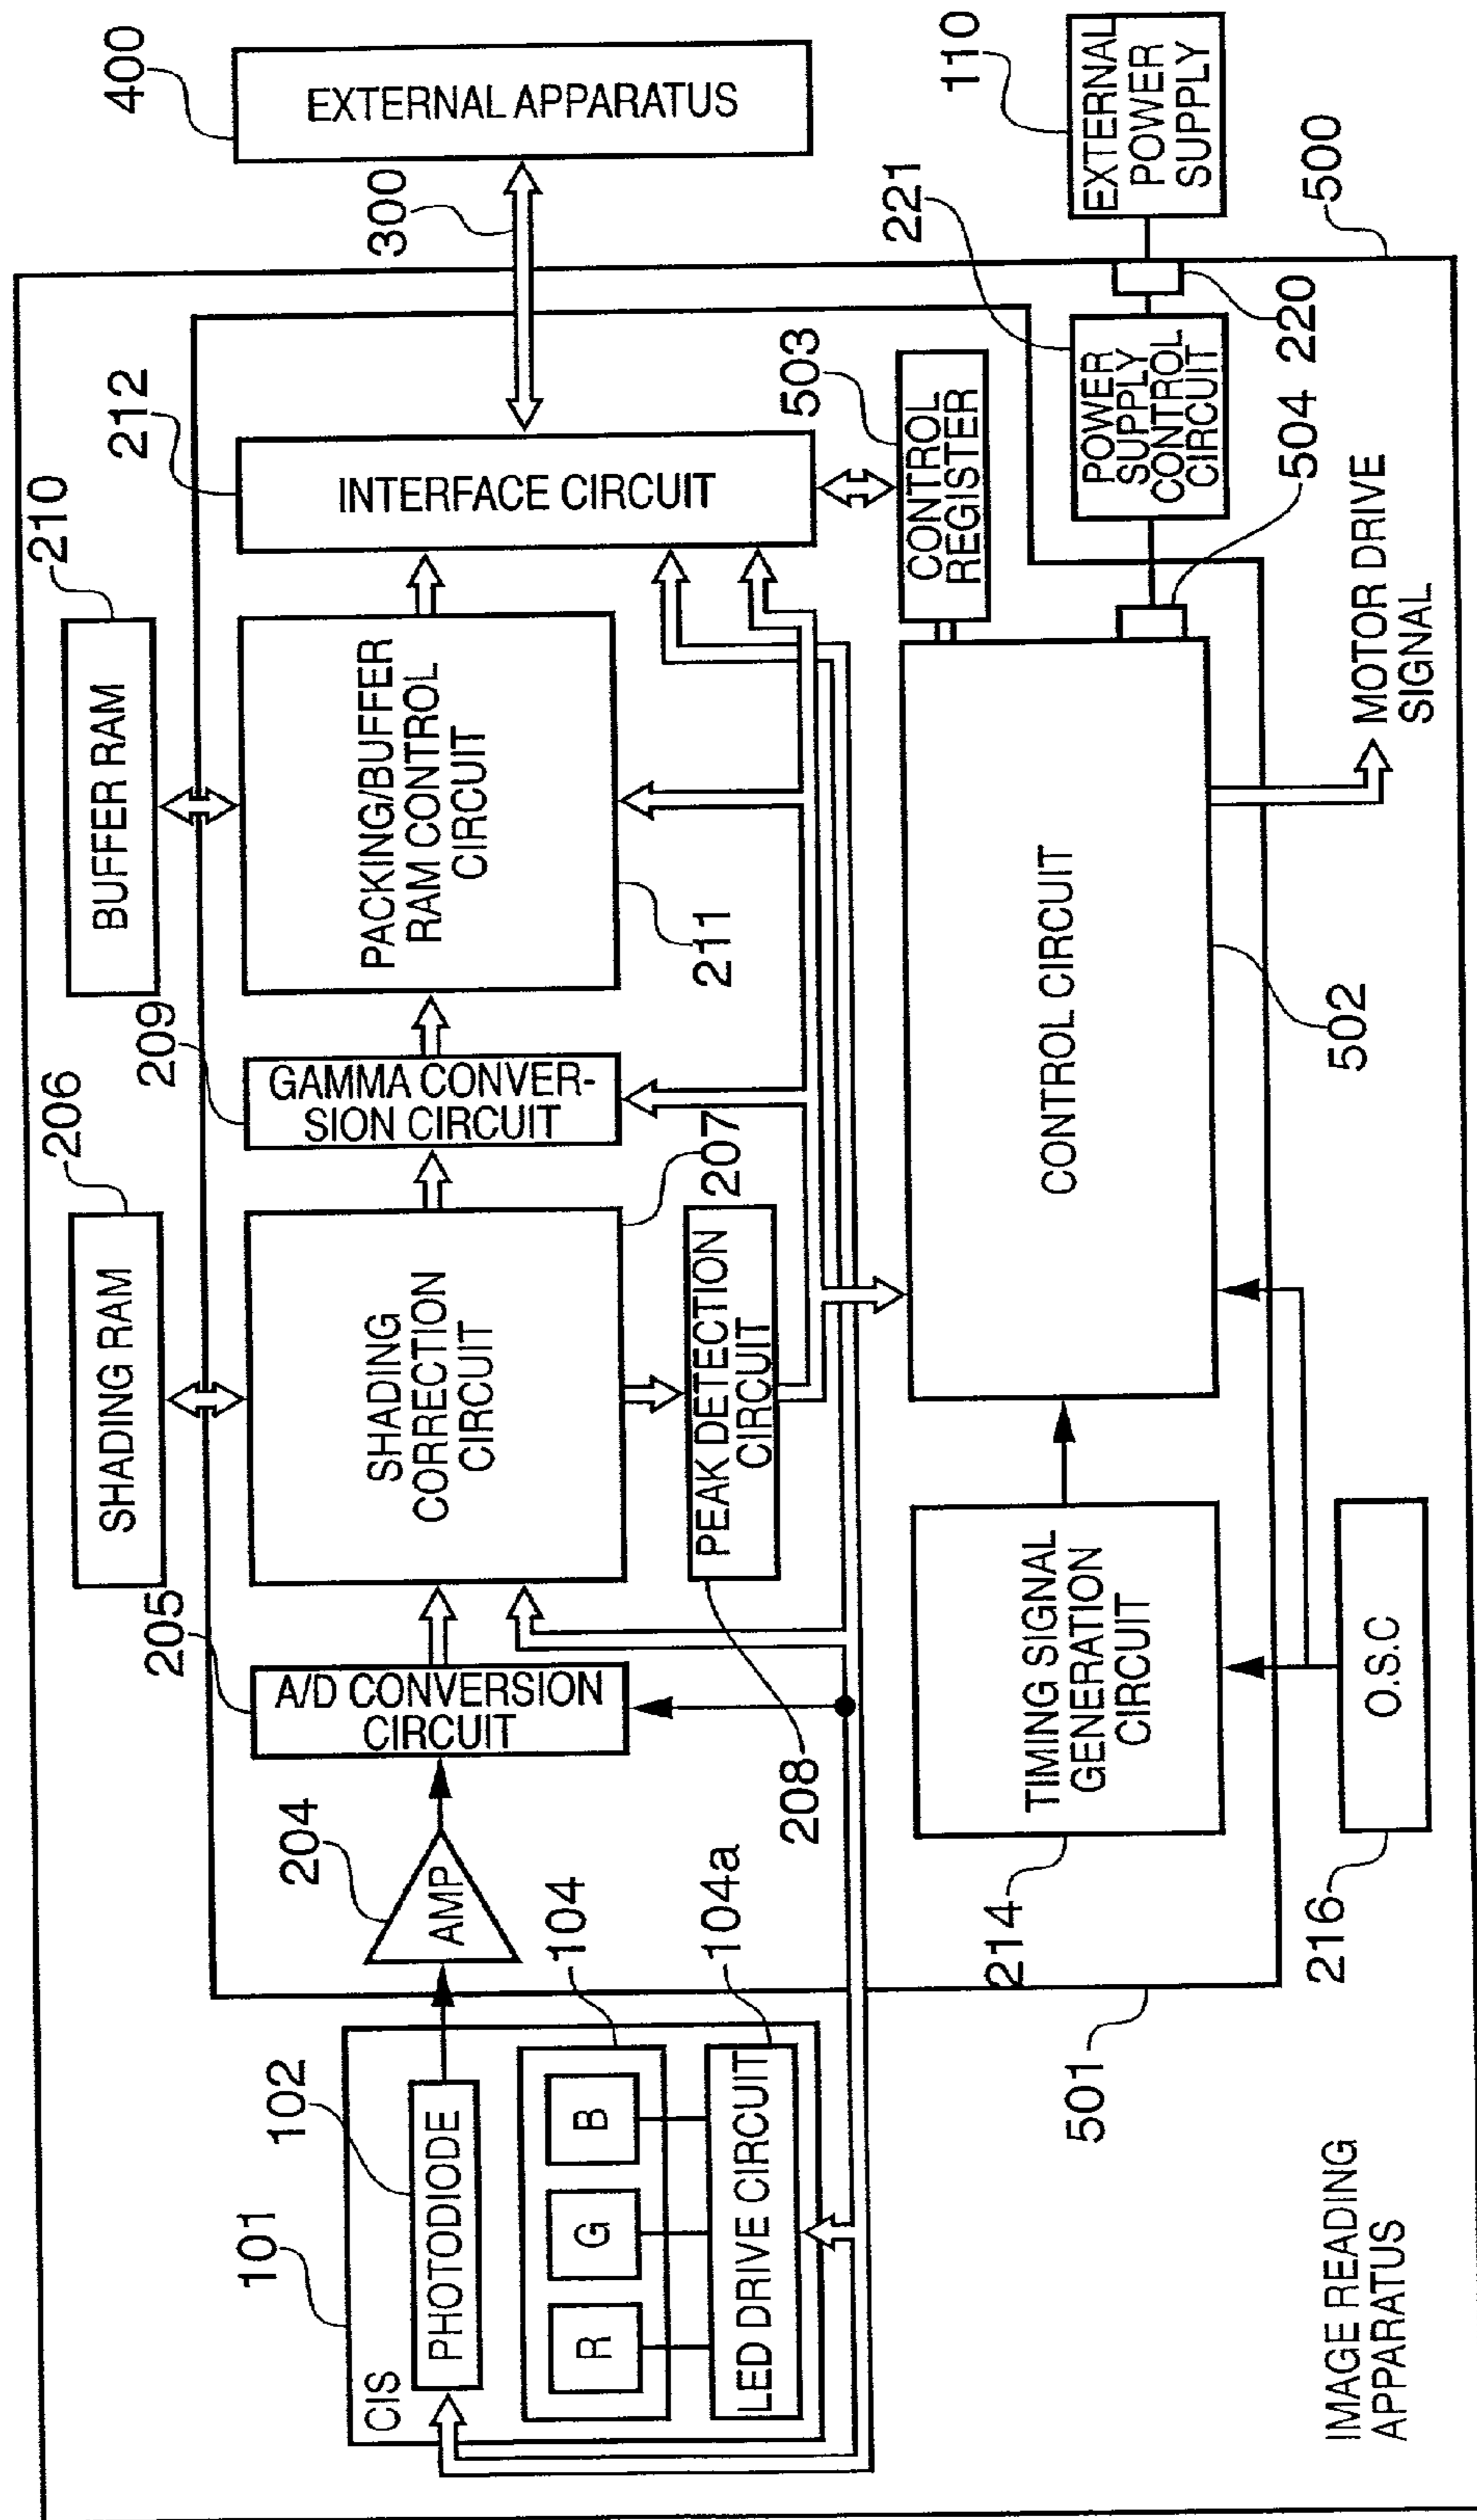 400
EXTERNAL APPARATUS
300
110
EXTERNAL
POWER
SUPPLY
500
221
POWER
SUPPLY
CONTROL
CIRCUIT
220
504
MOTOR DRIVE
SIGNAL
212
INTERFACE CIRCUIT
503
CONTROL
REGISTER
210
BUFFER RAM
PACKING/BUFFER
RAM CONTROL
CIRCUIT
211
209
GAMMA CONVER-
SION CIRCUIT
206
SHADING RAM
SHADING
CORRECTION
CIRCUIT
207
PEAK DETECTION
CIRCUIT
208
CONTROL CIRCUIT
502
205
A/D CONVERSION
CIRCUIT
204
AMP
TIMING SIGNAL
GENERATION
CIRCUIT
214
O.S.C
216
501
101
CIS
102
PHOTODIODE
104
R
G
B
104a
LED DRIVE CIRCUIT
IMAGE READING
APPARATUS